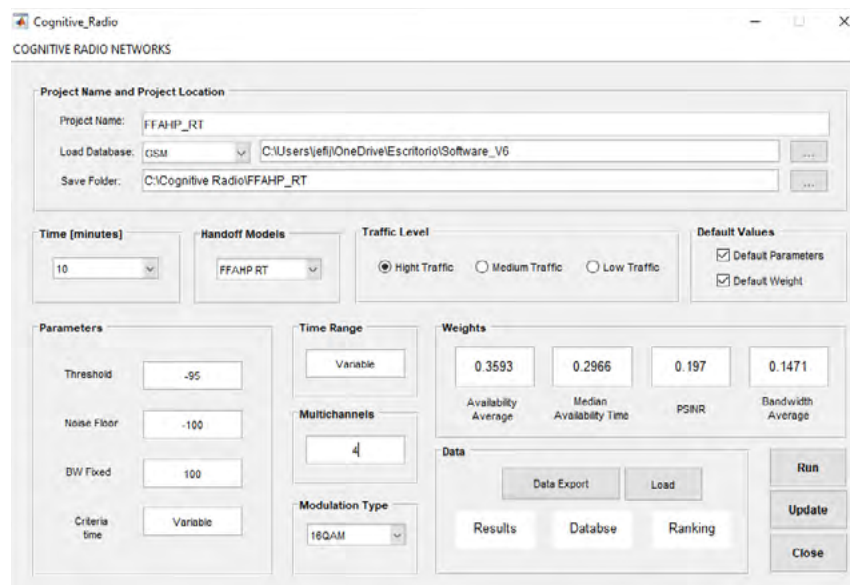 Cognitive_Radio
COGNITIVE RADIO NETWORKS
Project Name and Project Location
Project Name: FFAHP_RT
Load Database: GSM C:\Users\jefij\OneDrive\Escritorio\Software_V6 ...
Save Folder: C:\Cognitive Radio\FFAHP_RT ...
Time [minutes] Handoff Models Traffic Level Default Values
10 FFAHP RT Hight Traffic Medium Traffic Low Traffic Default Parameters
Default Weight
Parameters
Threshold -95
Noise Floor -100
BW Fixed 100
Criteria time Variable
Time Range
Variable
Multichannels
4
Modulation Type
16QAM
Weights
0.3593 0.2966 0.197 0.1471
Availability Average Median Availability Time PSINR Bandwidth Average
Data
Data Export Load
Results Databse Ranking
Run
Update
Close